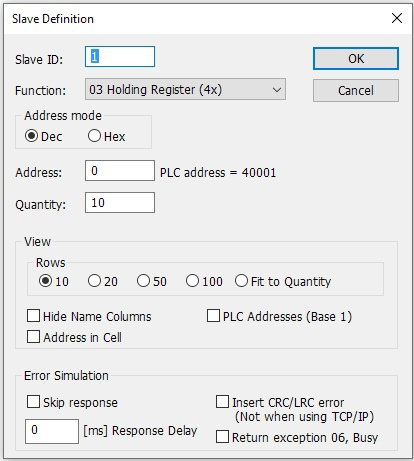 Slave Definition
Slave ID: 1 OK
Function: 03 Holding Register (4x) Cancel
Address mode
Dec Hex
Address: 0 PLC address = 40001
Quantity: 10
View
Rows
10 20 50 100 Fit to Quantity
Hide Name Columns PLC Addresses (Base 1)
Address in Cell
Error Simulation
Skip response Insert CRC/LRC error
(Not when using TCP/IP)
0 [ms] Response Delay Return exception 06, Busy